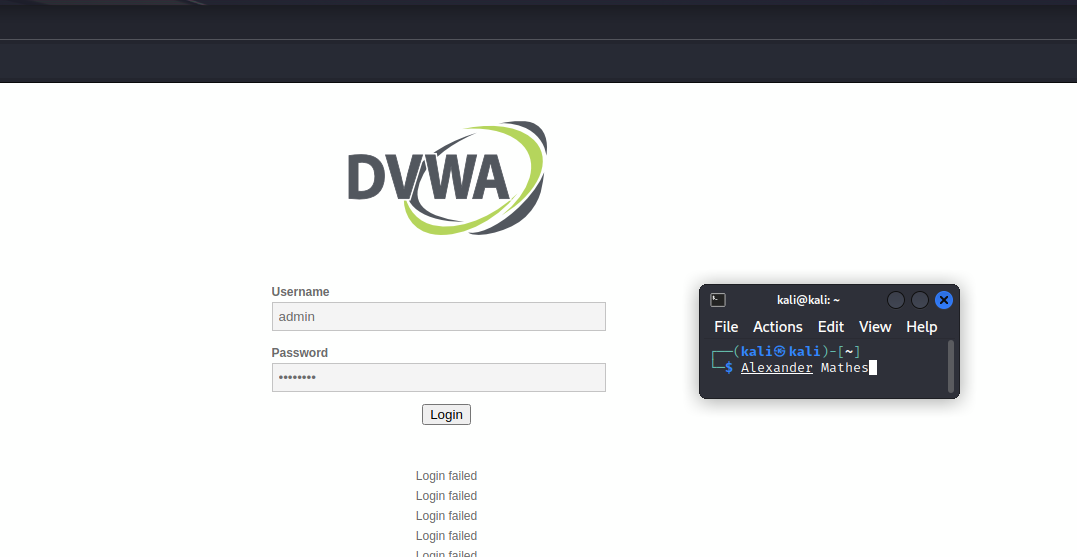 DVWA
Username
admin
Password
••••••••
Login
Login failed
Login failed
Login failed
Login failed
Login failed
kali@kali: ~
File Actions Edit View Help
┌──(kali㉿kali)-[~]
└─$ Alexander Mathes